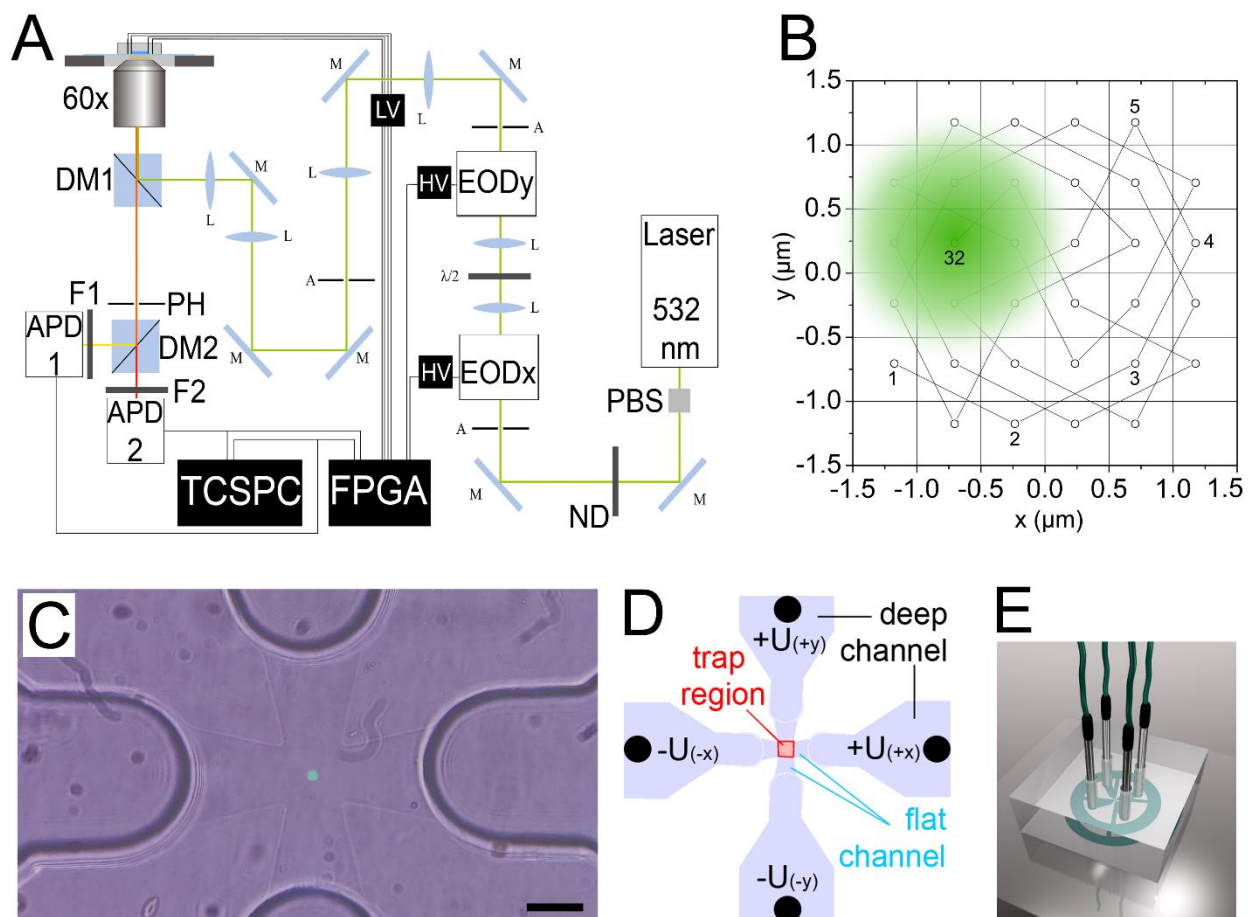 A
60x
DM1
L
M
L
F1
PH
APD
1
DM2
F2
APD
2
TCSPC
FPGA
M
A
M
M
L
LV
L
M
A
HV
EODy
L
λ/2
L
HV
EODx
A
M
ND
M
PBS
Laser
532
nm
B
1.5
1.0
0.5
0.0
-0.5
-1.0
-1.5
y (µm)
5
4
32
1
3
2
-1.5 -1.0 -0.5 0.0 0.5 1.0 1.5
x (µm)
C
D
+U(+y)
deep
channel
trap
region
-U(-x)
+U(+x)
flat
channel
-U(-y)
E